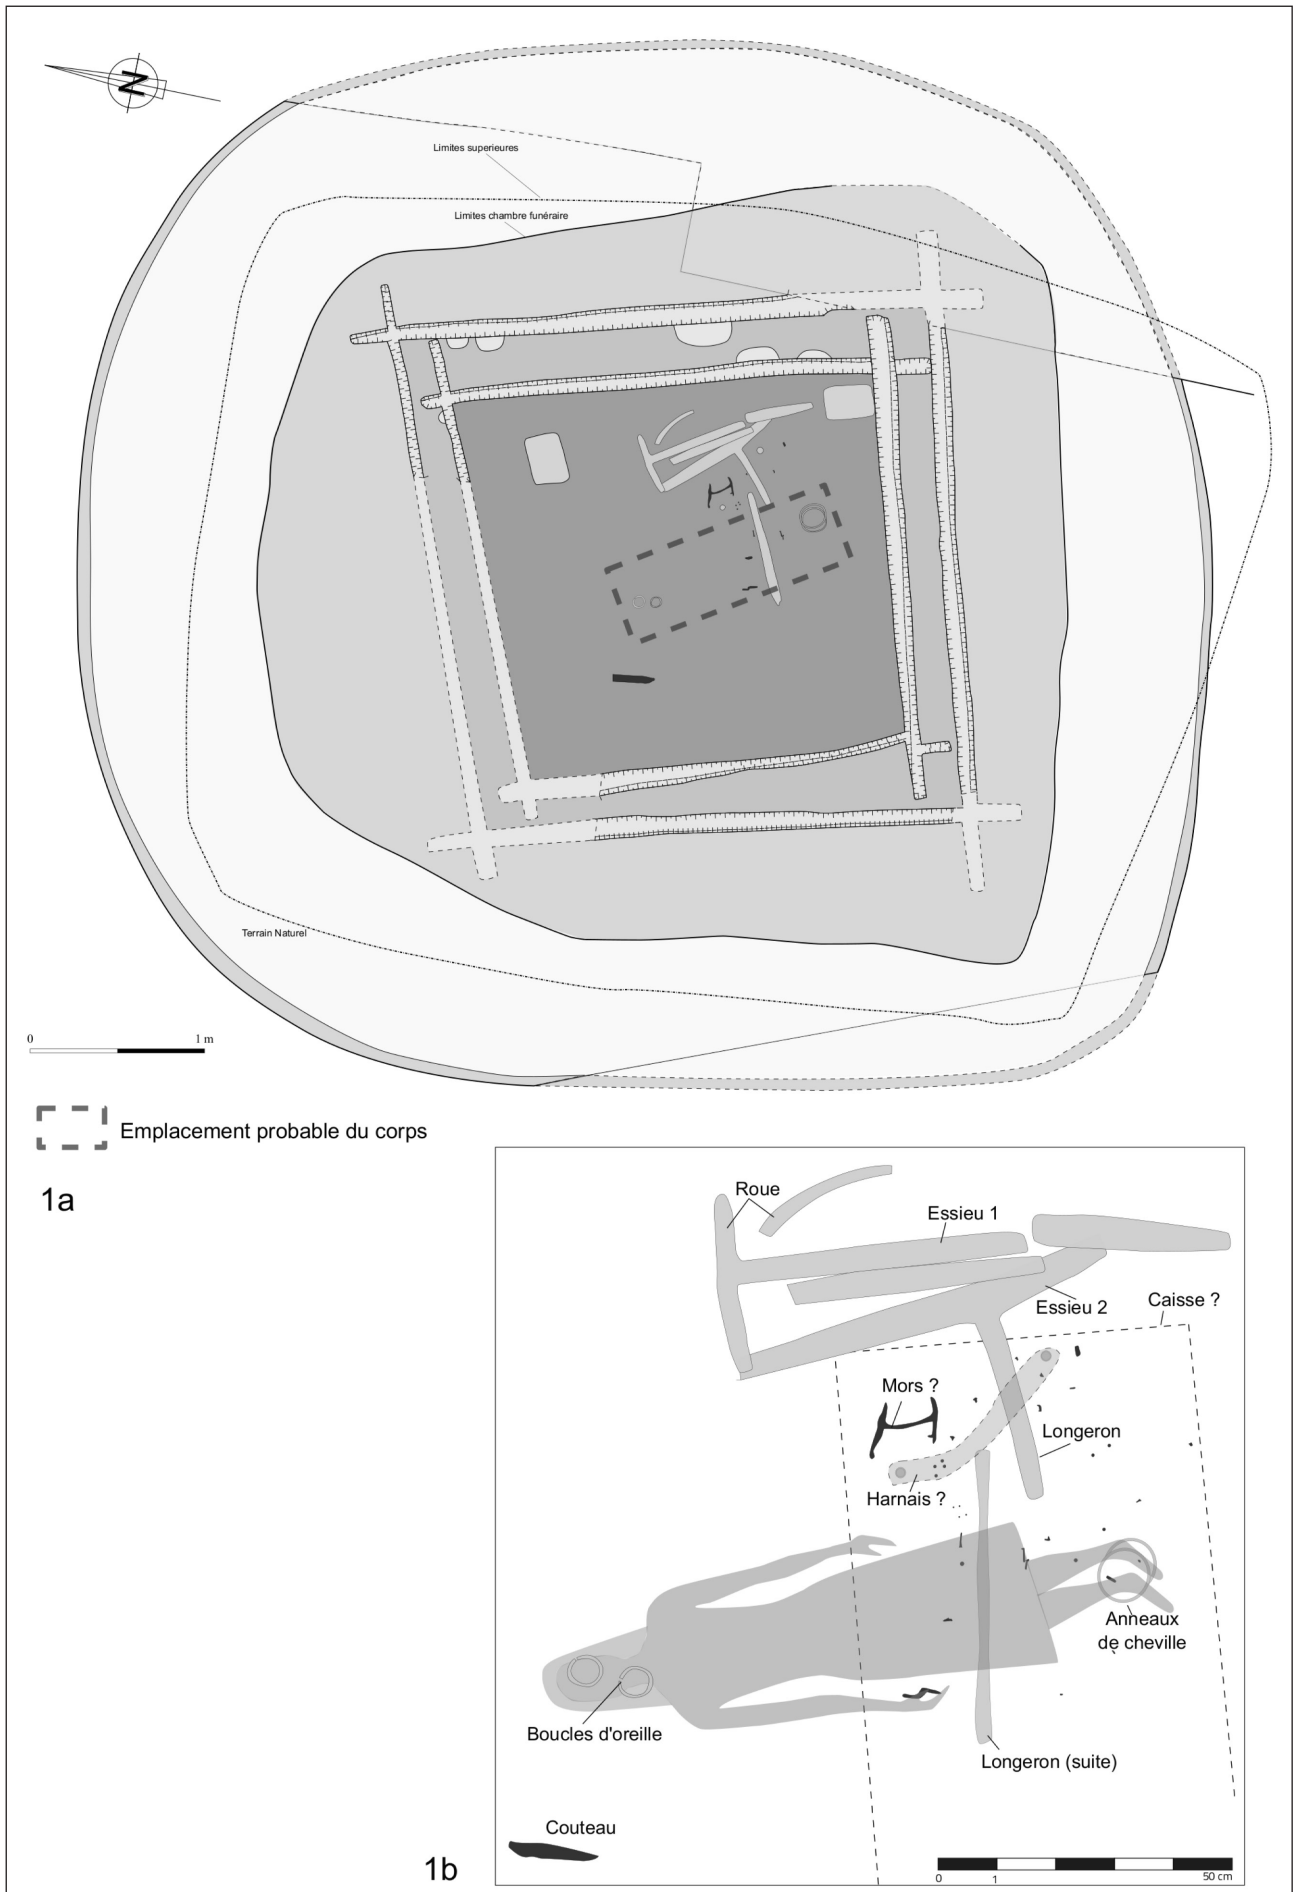 N
Limites superieures
Limites chambre funéraire
Terrain Naturel
0 1 m
Emplacement probable du corps
1a
Roue
Essieu 1
Essieu 2
Caisse ?
Mors ?
Longeron
Harnais ?
Anneaux
de cheville
Boucles d'oreille
Longeron (suite)
Couteau
1b
0 1 50 cm